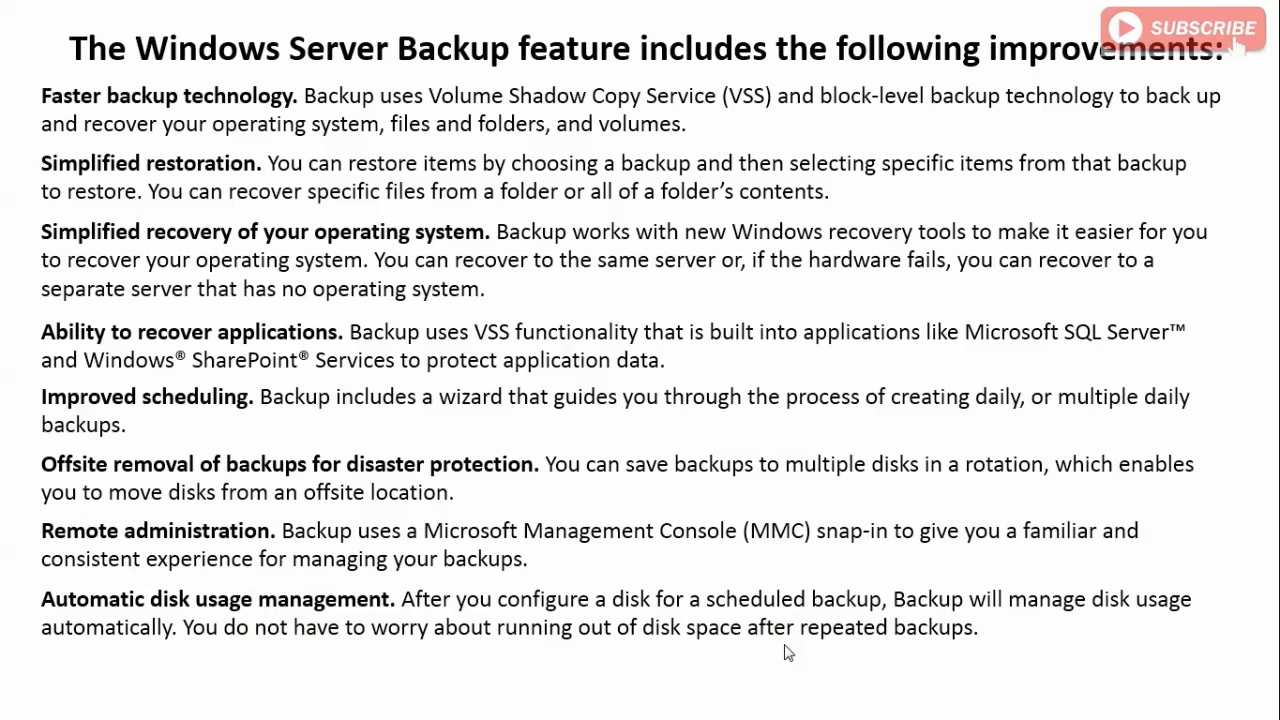 SUBSCRIBE
The Windows Server Backup feature includes the following improvements:
Faster backup technology. Backup uses Volume Shadow Copy Service (VSS) and block-level backup technology to back up
and recover your operating system, files and folders, and volumes.
Simplified restoration. You can restore items by choosing a backup and then selecting specific items from that backup
to restore. You can recover specific files from a folder or all of a folder’s contents.
Simplified recovery of your operating system. Backup works with new Windows recovery tools to make it easier for you
to recover your operating system. You can recover to the same server or, if the hardware fails, you can recover to a
separate server that has no operating system.
Ability to recover applications. Backup uses VSS functionality that is built into applications like Microsoft SQL Server™
and Windows® SharePoint® Services to protect application data.
Improved scheduling. Backup includes a wizard that guides you through the process of creating daily, or multiple daily
backups.
Offsite removal of backups for disaster protection. You can save backups to multiple disks in a rotation, which enables
you to move disks from an offsite location.
Remote administration. Backup uses a Microsoft Management Console (MMC) snap-in to give you a familiar and
consistent experience for managing your backups.
Automatic disk usage management. After you configure a disk for a scheduled backup, Backup will manage disk usage
automatically. You do not have to worry about running out of disk space after repeated backups.